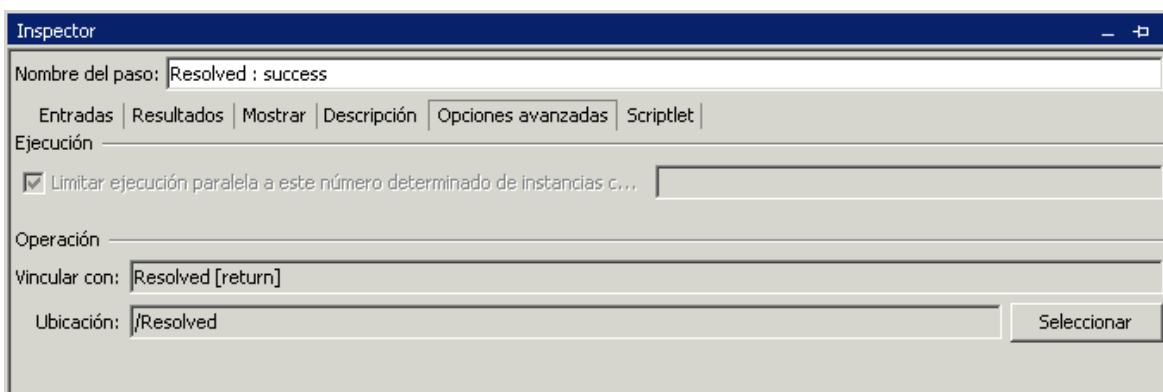 Inspector
Nombre del paso: Resolved : success
Entradas Resultados Mostrar Descripción Opciones avanzadas Scriptlet
Ejecución
Limitar ejecución paralela a este número determinado de instancias c...
Operación
Vincular con: Resolved [return]
Ubicación: /Resolved Seleccionar